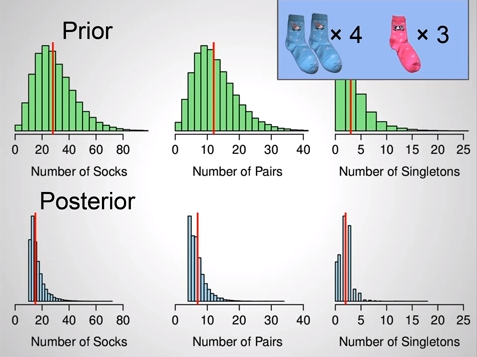 Prior
× 4 × 3
0 20 40 60 80
0 10 20 30 40
0 5 10 15 20 25
Number of Socks
Number of Pairs
Number of Singletons
Posterior
0 20 40 60 80
0 10 20 30 40
0 5 10 15 20 25
Number of Socks
Number of Pairs
Number of Singletons